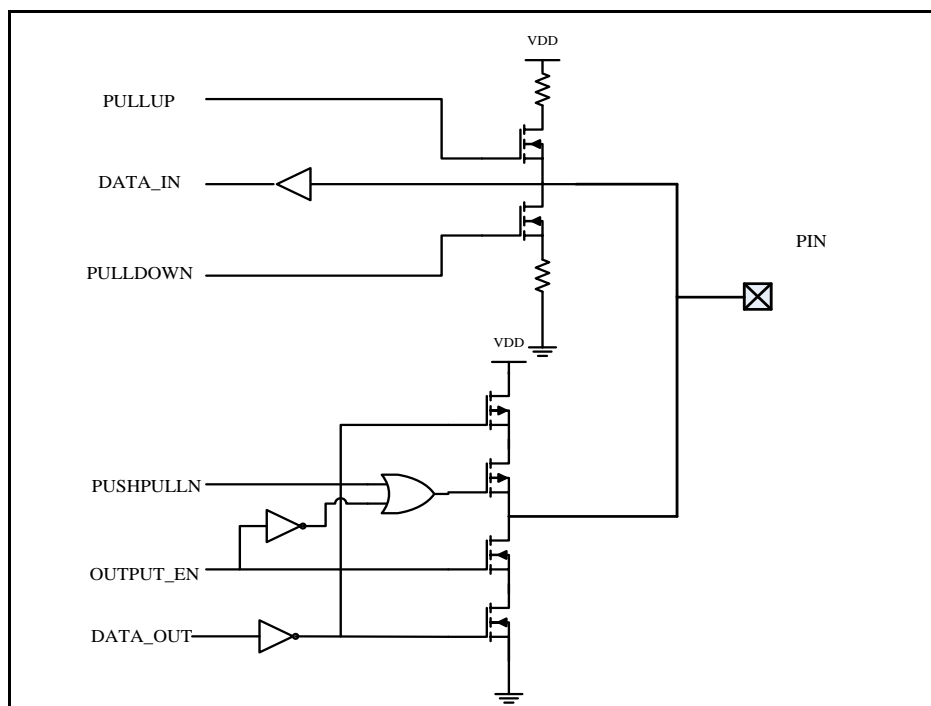 VDD
PULLUP
DATA_IN
PIN
PULLDOWN
VDD
PUSHPULLN
OUTPUT_EN
DATA_OUT